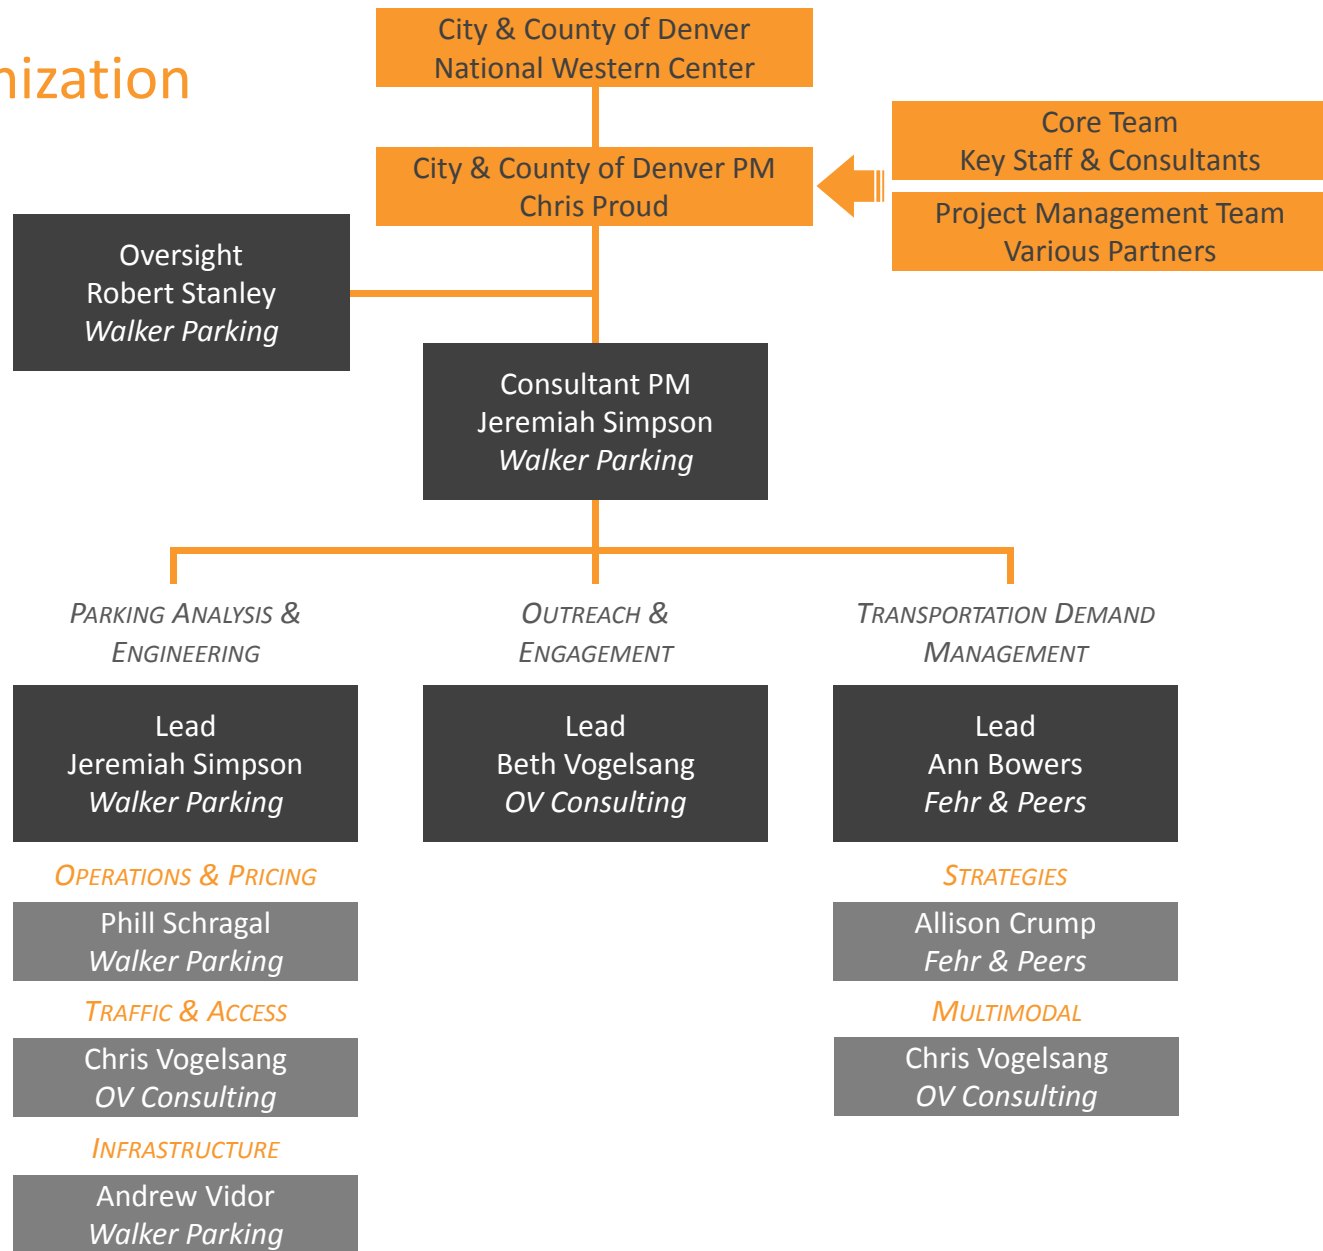 nization
City & County of Denver
National Western Center
City & County of Denver PM
Chris Proud
Core Team
Key Staff & Consultants
Project Management Team
Various Partners
Oversight
Robert Stanley
Walker Parking
Consultant PM
Jeremiah Simpson
Walker Parking
PARKING ANALYSIS &
ENGINEERING
Lead
Jeremiah Simpson
Walker Parking
OPERATIONS & PRICING
Phill Schragal
Walker Parking
TRAFFIC & ACCESS
Chris Vogelsang
OV Consulting
INFRASTRUCTURE
Andrew Vidor
Walker Parking
OUTREACH &
ENGAGEMENT
Lead
Beth Vogelsang
OV Consulting
TRANSPORTATION DEMAND
MANAGEMENT
Lead
Ann Bowers
Fehr & Peers
STRATEGIES
Allison Crump
Fehr & Peers
MULTIMODAL
Chris Vogelsang
OV Consulting